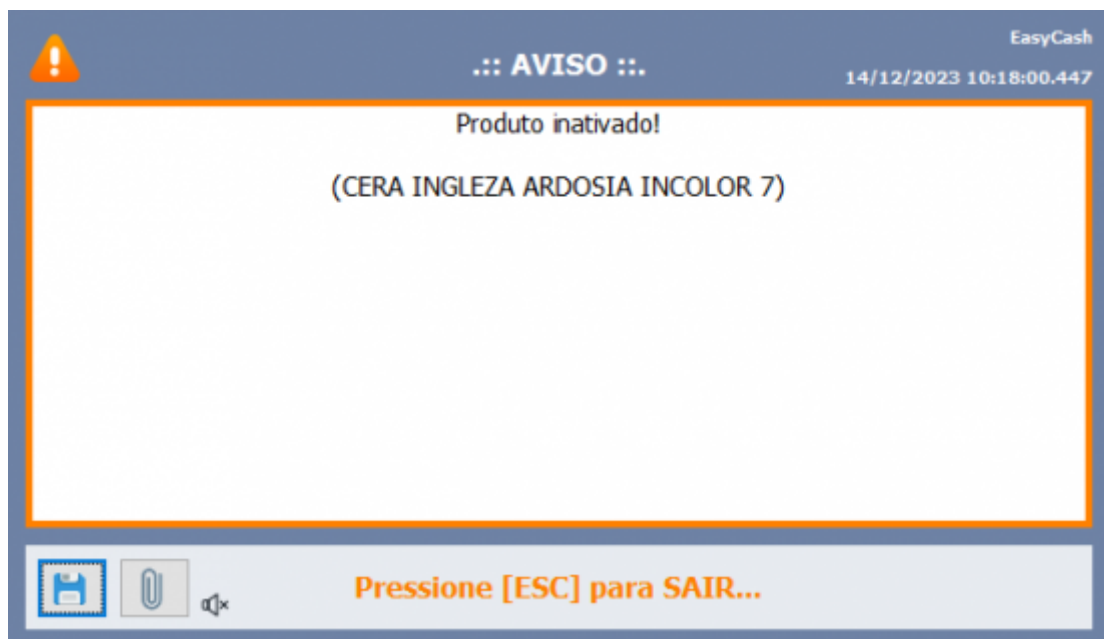 EasyCash
.:: AVISO ::.
14/12/2023 10:18:00.447
Produto inativado!
(CERA INGLEZA ARDOSIA INCOLOR 7)
Pressione [ESC] para SAIR...